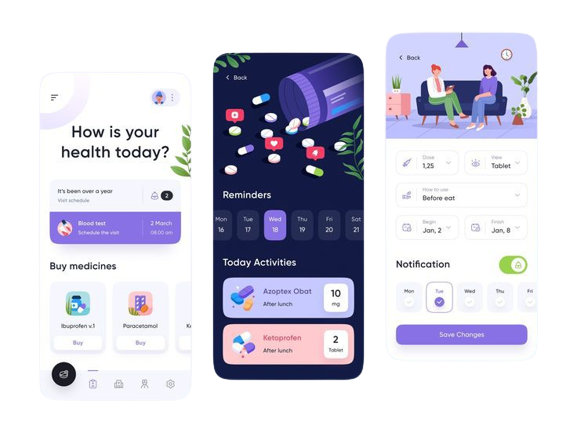 How is your
health today?
It's been over a year
Visit schedule
2
Blood test
Schedule the visit
2 March
08:00 am
Buy medicines
Ibuprofen v.1
Buy
Paracetamol
Buy
Back
Reminders
Mon
16
Tue
17
Wed
18
Thu
19
Fri
20
Sat
21
Today Activities
Azoptex Obat
After lunch
10
mg
Ketoprofen
After lunch
2
Tablet
Back
Dose
1,25
View
Tablet
How to use
Before eat
Begin
Jan, 2
Finish
Jan, 8
Notification
Mon
Tue
Wed
Thu
Fri
Save Changes